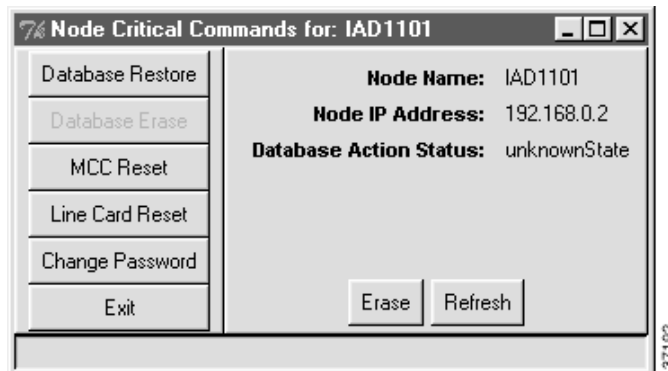 Node Critical Commands for: IAD1101
Database Restore
Database Erase
MCC Reset
Line Card Reset
Change Password
Exit
Node Name: IAD1101
Node IP Address: 192.168.0.2
Database Action Status: unknownState
Erase Refresh
37192